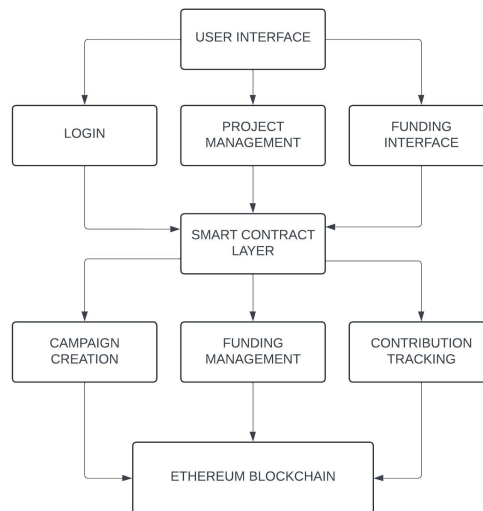 USER INTERFACE
LOGIN
PROJECT
MANAGEMENT
FUNDING
INTERFACE
SMART CONTRACT
LAYER
CAMPAIGN
CREATION
FUNDING
MANAGEMENT
CONTRIBUTION
TRACKING
ETHEREUM BLOCKCHAIN